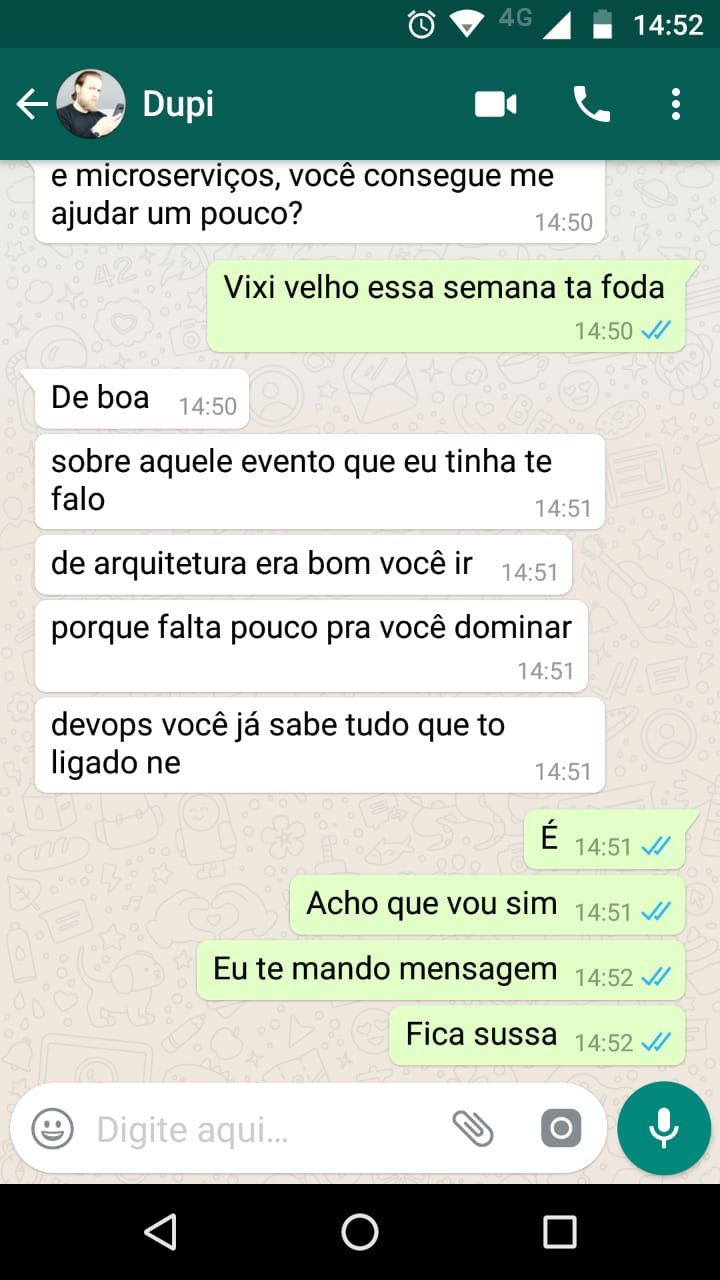 4G 14:52
Dupi
e microserviços, você consegue me
ajudar um pouco?
14:50
Vixi velho essa semana ta foda
14:50
De boa 14:50
sobre aquele evento que eu tinha te
falo
14:51
de arquitetura era bom você ir 14:51
porque falta pouco pra você dominar
14:51
devops você já sabe tudo que to
ligado ne
14:51
É 14:51
Acho que vou sim 14:51
Eu te mando mensagem 14:52
Fica sussa 14:52
Digite aqui...